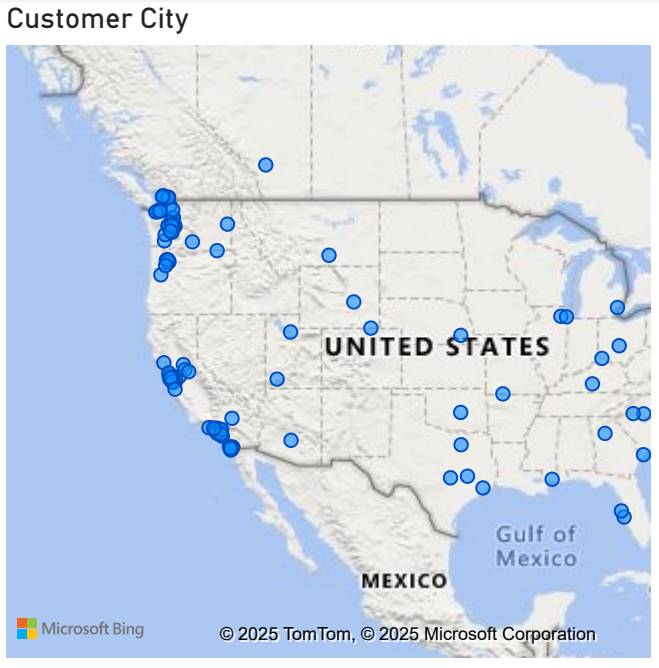 Customer City
UNITED STATES
Gulf of
Mexico
MEXICO
Microsoft Bing
© 2025 TomTom, © 2025 Microsoft Corporation